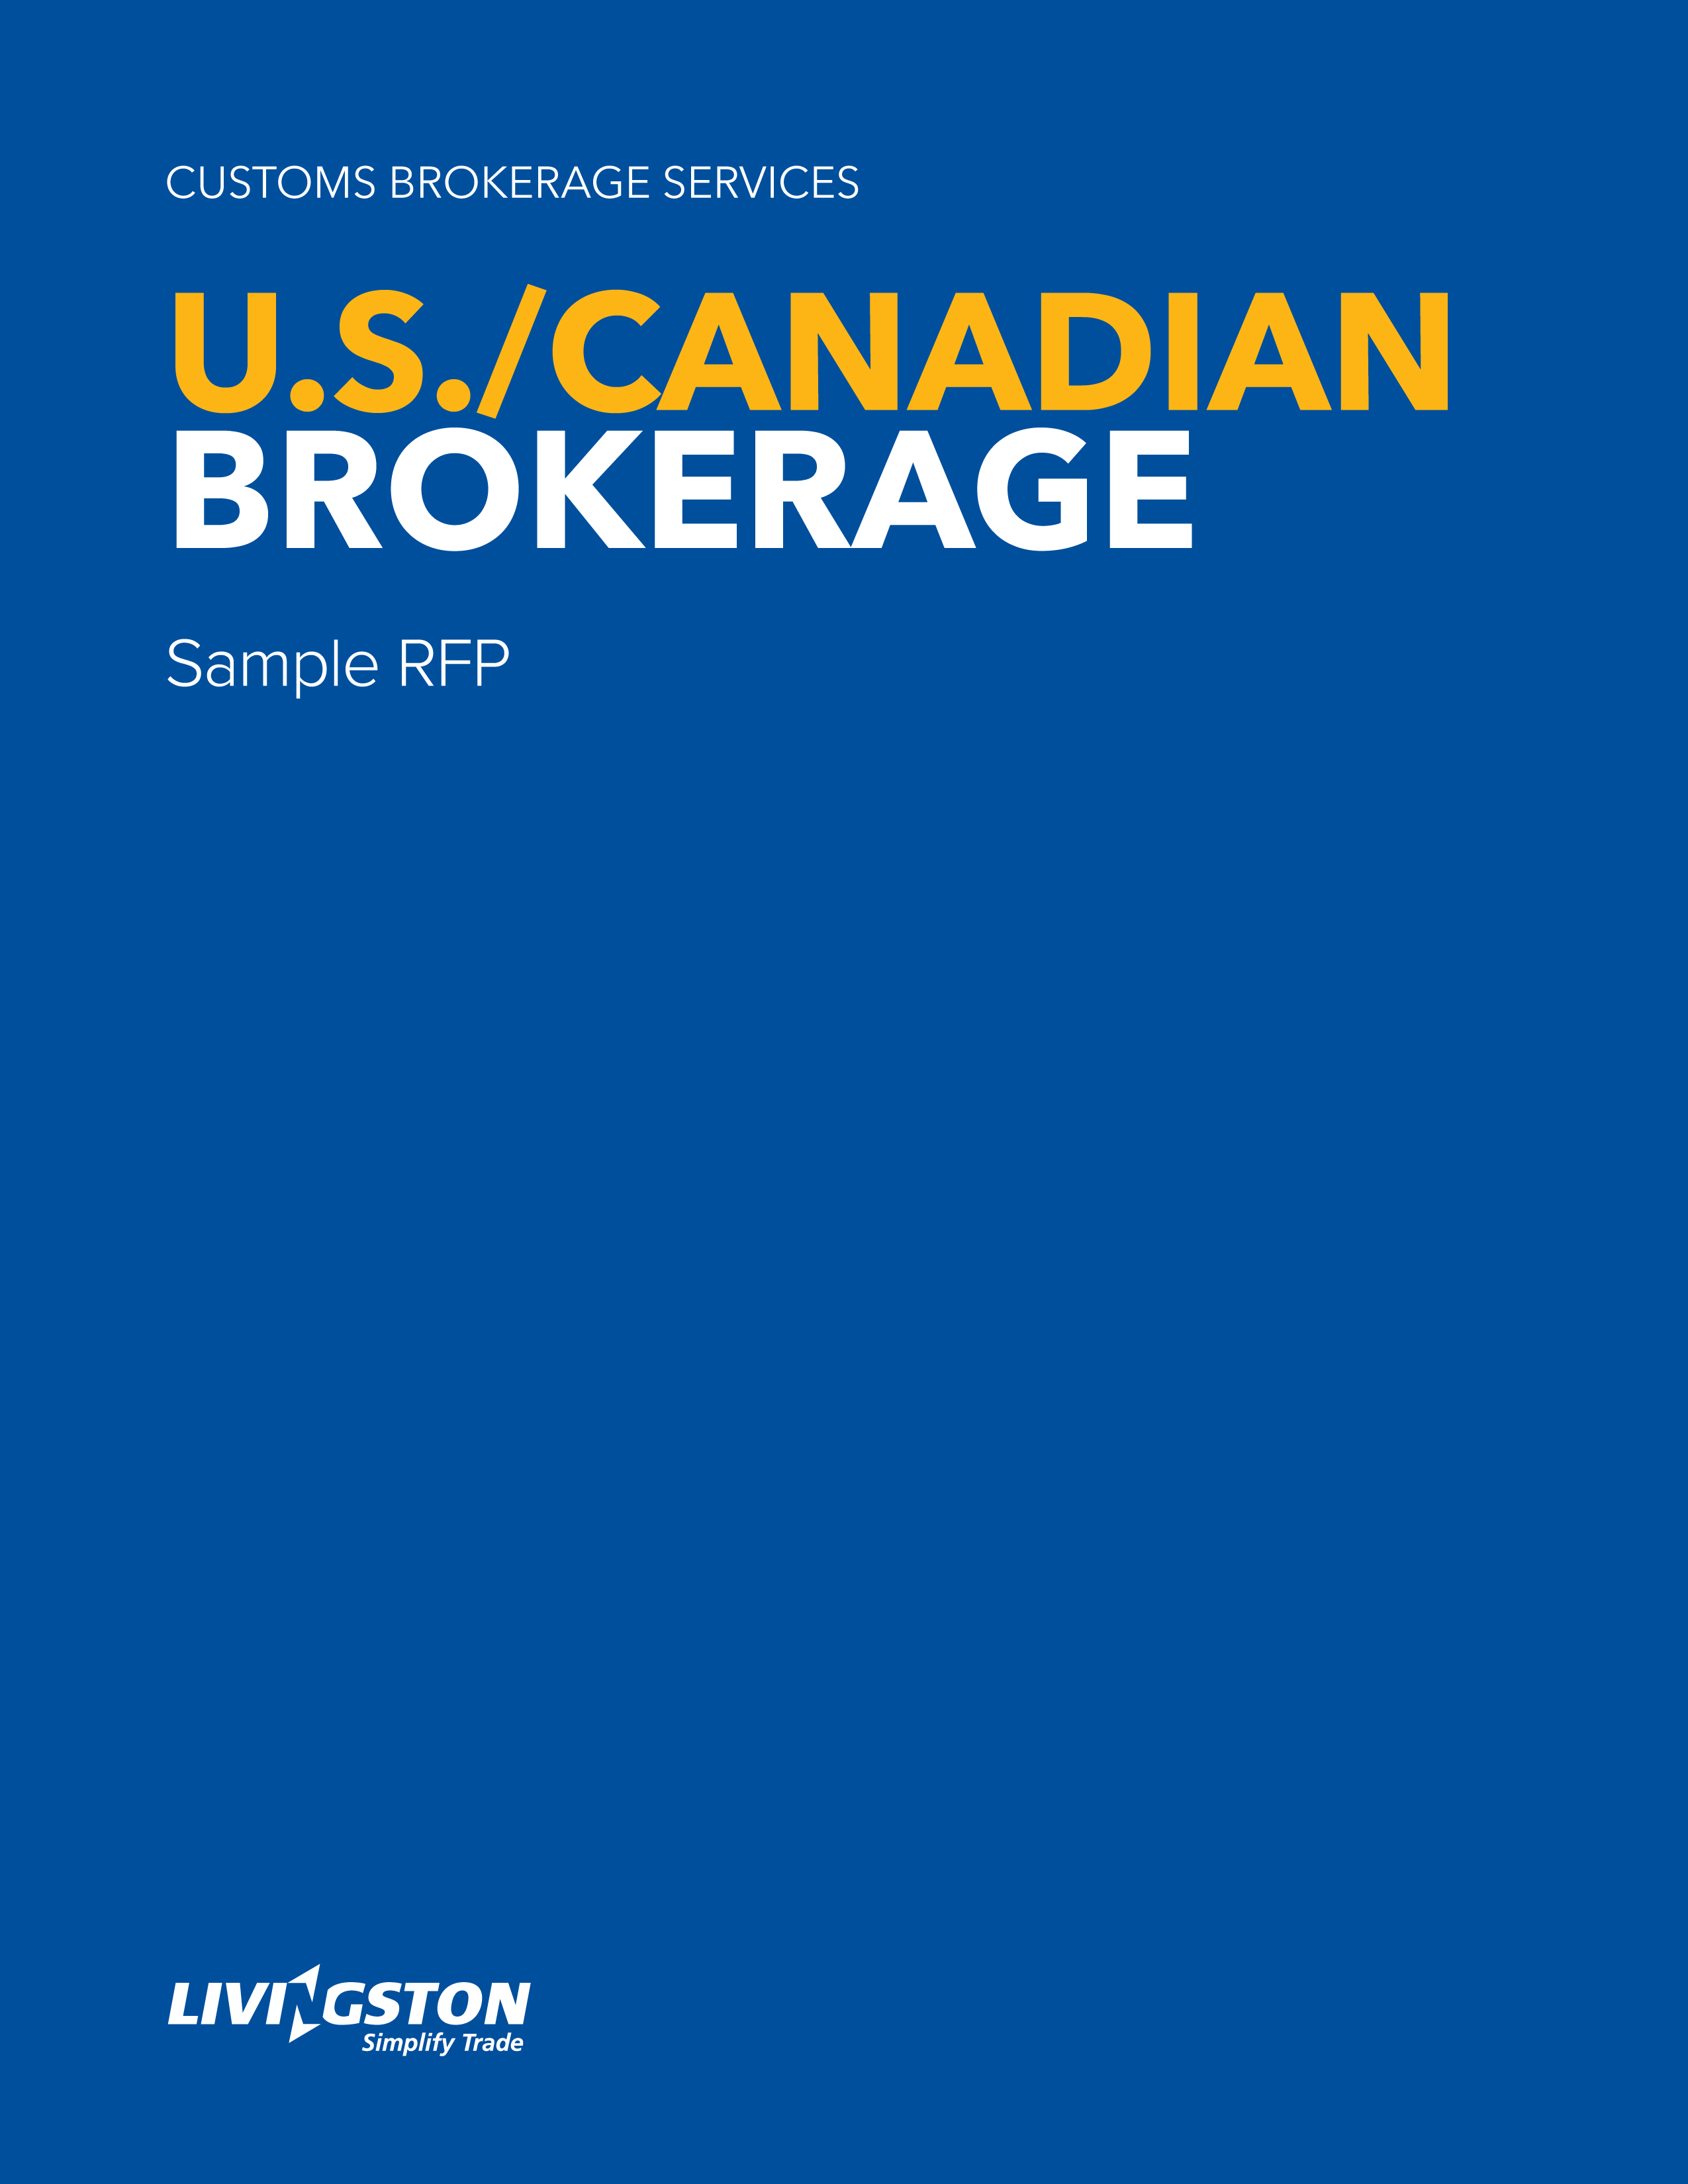 CUSTOMS BROKERAGE SERVICES
U.S./CANADIAN
BROKERAGE
Sample RFP
LIVINGSTON
Simplify Trade